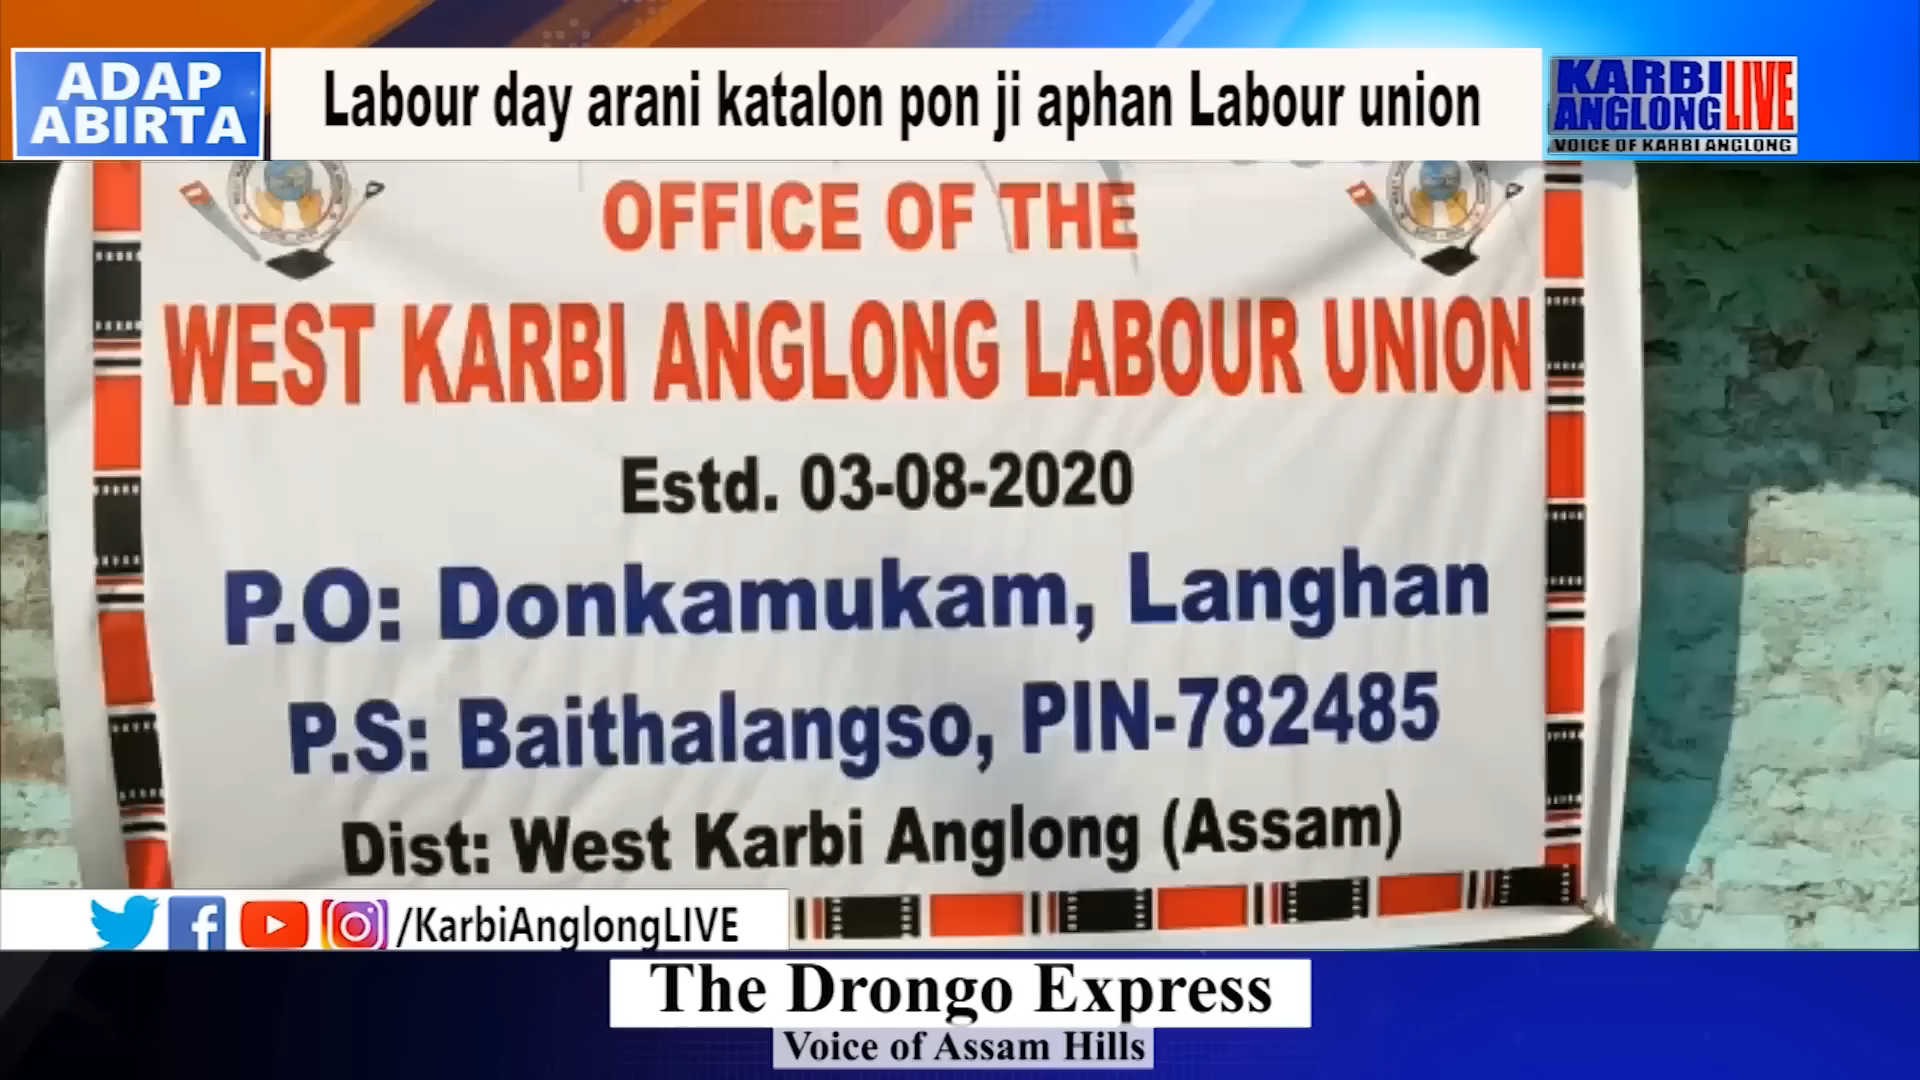 ADAP
ABIRTA
Labour day arani katalon pon ji aphan Labour union
KARBI
ANGLONG
LIVE
VOICE OF KARBI ANGLONG
OFFICE OF THE
WEST KARBI ANGLONG LABOUR UNION
Estd. 03-08-2020
P.O: Donkamukam, Langhan
P.S: Baithalangso, PIN-782485
Dist: West Karbi Anglong (Assam)
/KarbiAnglongLIVE
The Drongo Express
Voice of Assam Hills